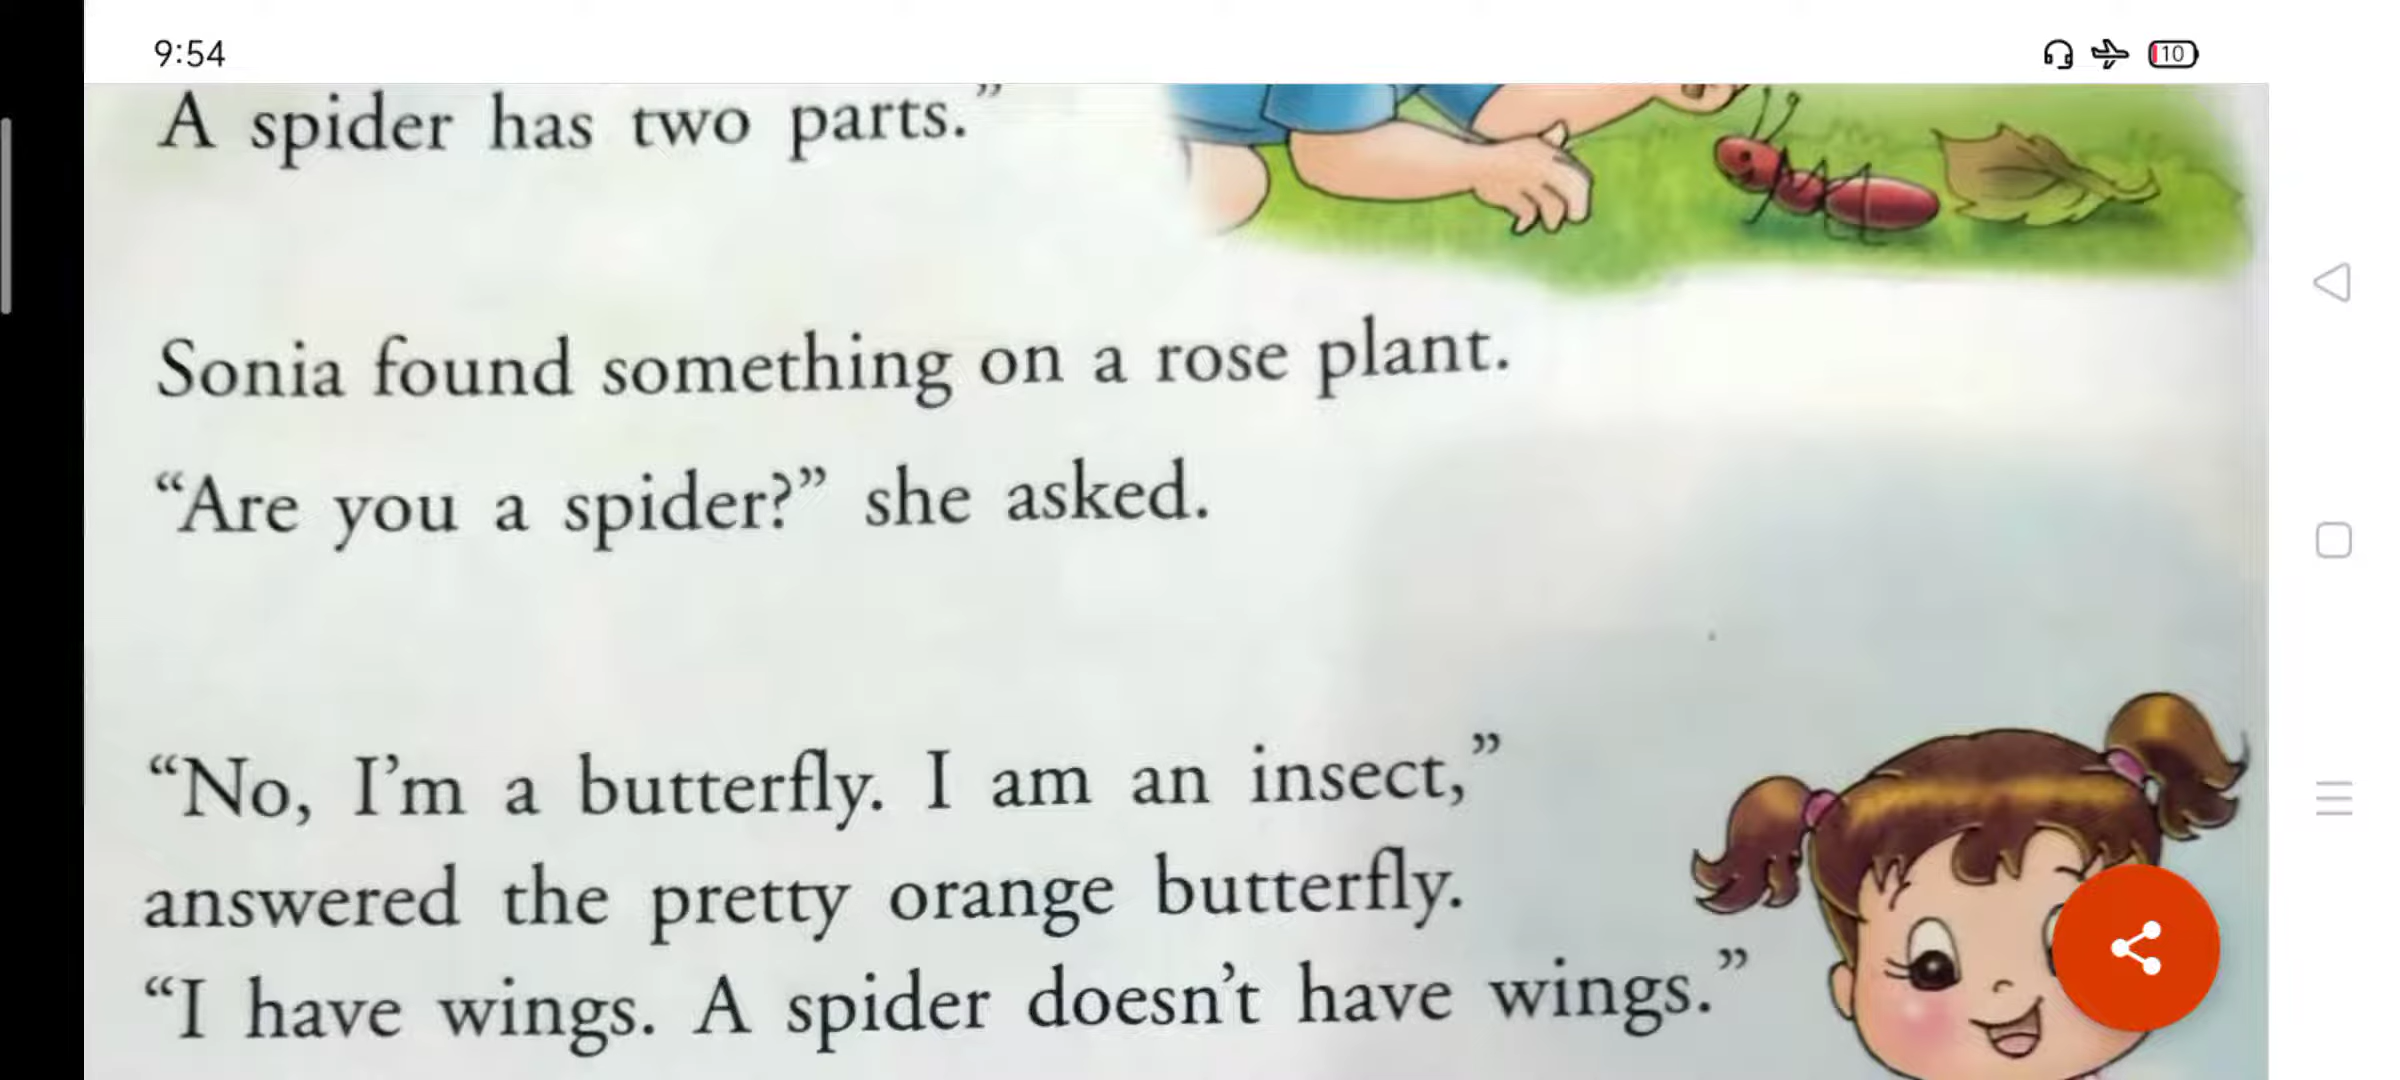 9:54
10
A spider has two parts.”
Sonia found something on a rose plant.
“Are you a spider?” she asked.
“No, I’m a butterfly. I am an insect,”
answered the pretty orange butterfly.
“I have wings. A spider doesn’t have wings.”